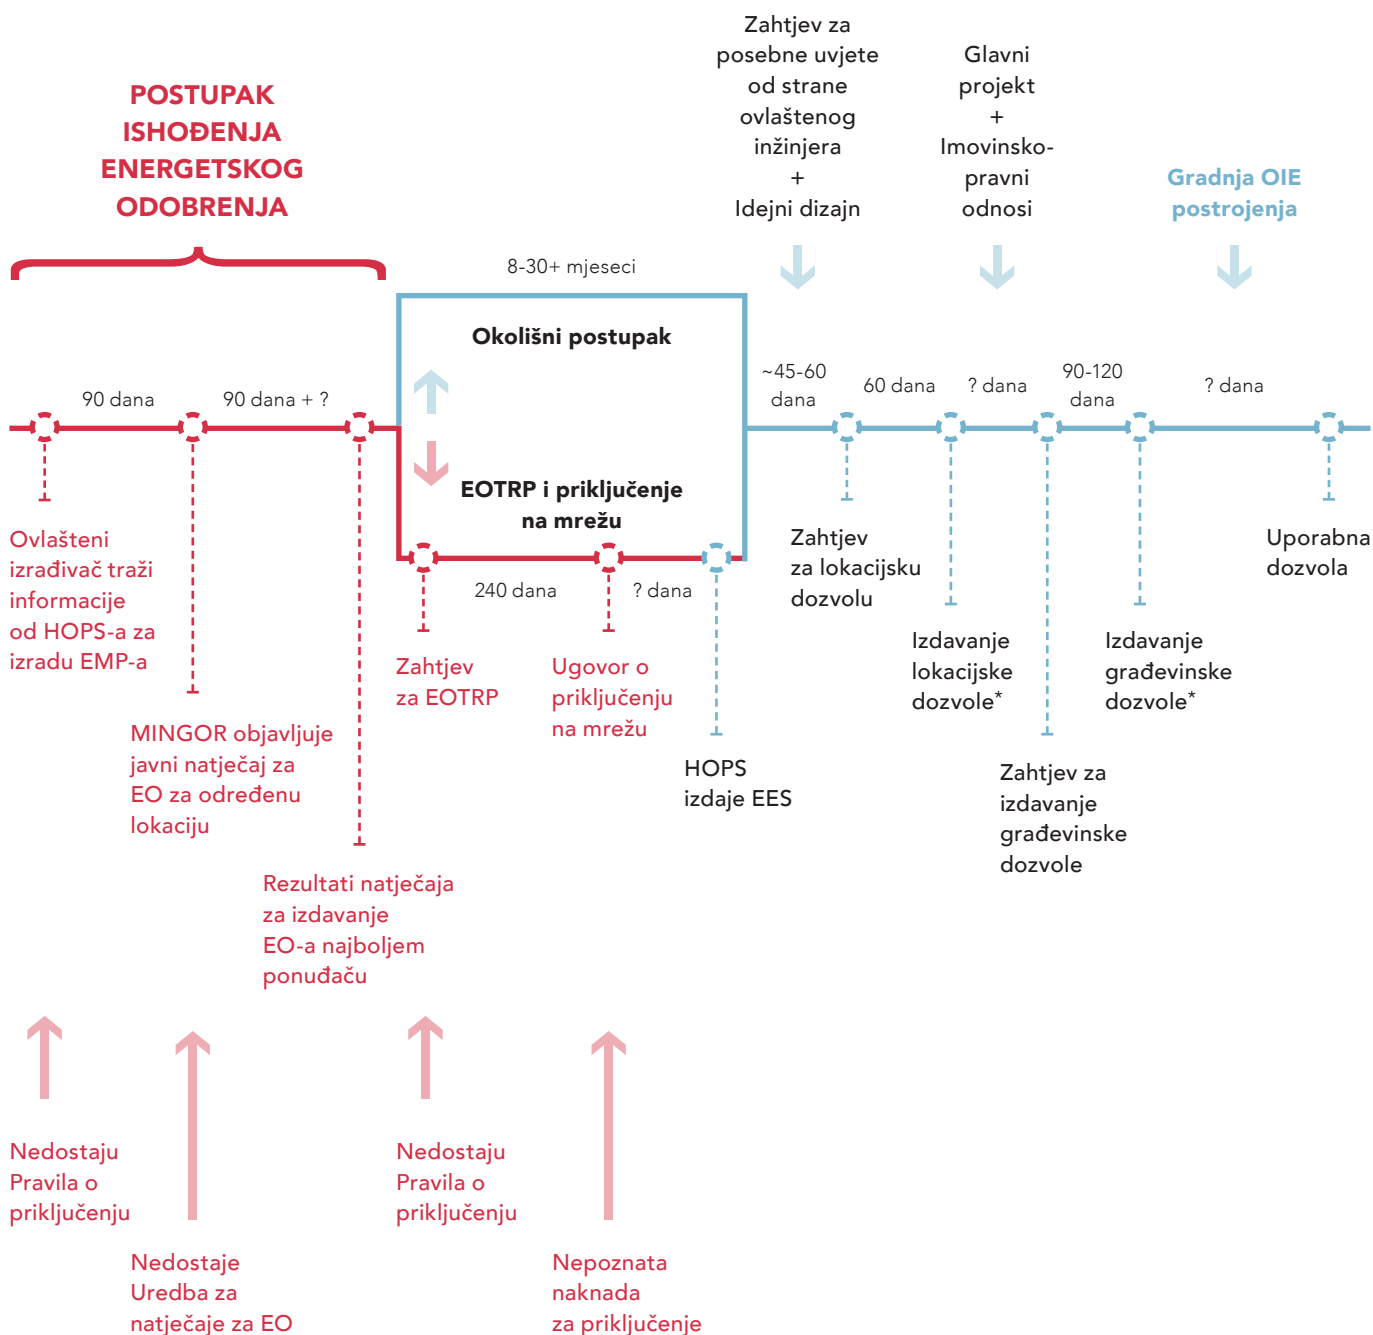 POSTUPAK
ISHOĐENJA
ENERGETSKOG
ODOBRENJA
Zahtjev za
posebne uvjete
od strane
ovlaštenog
inžinjera
+
Idejni dizajn
Glavni
projekt
+
Imovinsko-
pravni
odnosi
Gradnja OIE
postrojenja
8-30+ mjeseci
Okolišni postupak
90 dana
90 dana + ?
~45-60
dana
60 dana
? dana
90-120
dana
? dana
EOTRP i priključenje
na mrežu
240 dana
? dana
Ovlašteni
izrađivač traži
informacije
od HOPS-a za
izradu EMP-a
MINGOR objavljuje
javni natječaj za
EO za određenu
lokaciju
Rezultati natječaja
za izdavanje
EO-a najboljem
ponuđaču
Zahtjev
za EOTRP
Ugovor o
priključenju
na mrežu
HOPS
izdaje EES
Zahtjev
za lokacijsku
dozvolu
Izdavanje
lokacijske
dozvole*
Zahtjev za
izdavanje
građevinske
dozvole
Izdavanje
građevinske
dozvole*
Uporabna
dozvola
Nedostaju
Pravila o
priključenju
Nedostaje
Uredba za
natječaje za EO
Nedostaju
Pravila o
priključenju
Nepoznata
naknada
za priključenje